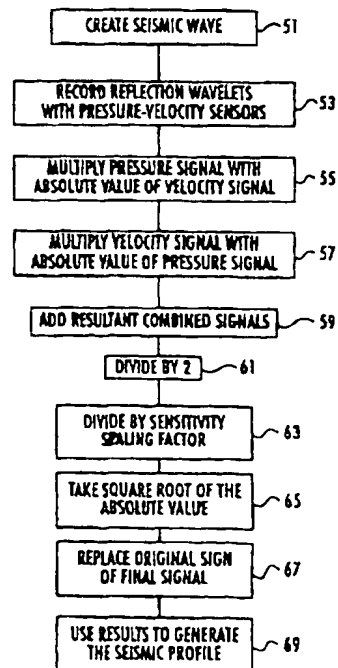 CREATE SEISMIC WAVE 51
RECORD REFLECTION WAVELETS
WITH PRESSURE-VELOCITY SENSORS 53
MULTIPLY PRESSURE SIGNAL WITH
ABSOLUTE VALUE OF VELOCITY SIGNAL 55
MULTIPLY VELOCITY SIGNAL WITH
ABSOLUTE VALUE OF PRESSURE SIGNAL 57
ADD RESULTANT COMBINED SIGNALS 59
DIVIDE BY 2 61
DIVIDE BY SENSITIVITY
SCALING FACTOR 63
TAKE SQUARE ROOT OF THE
ABSOLUTE VALUE 65
REPLACE ORIGINAL SIGN
OF FINAL SIGNAL 67
USE RESULTS TO GENERATE
THE SEISMIC PROFILE 69